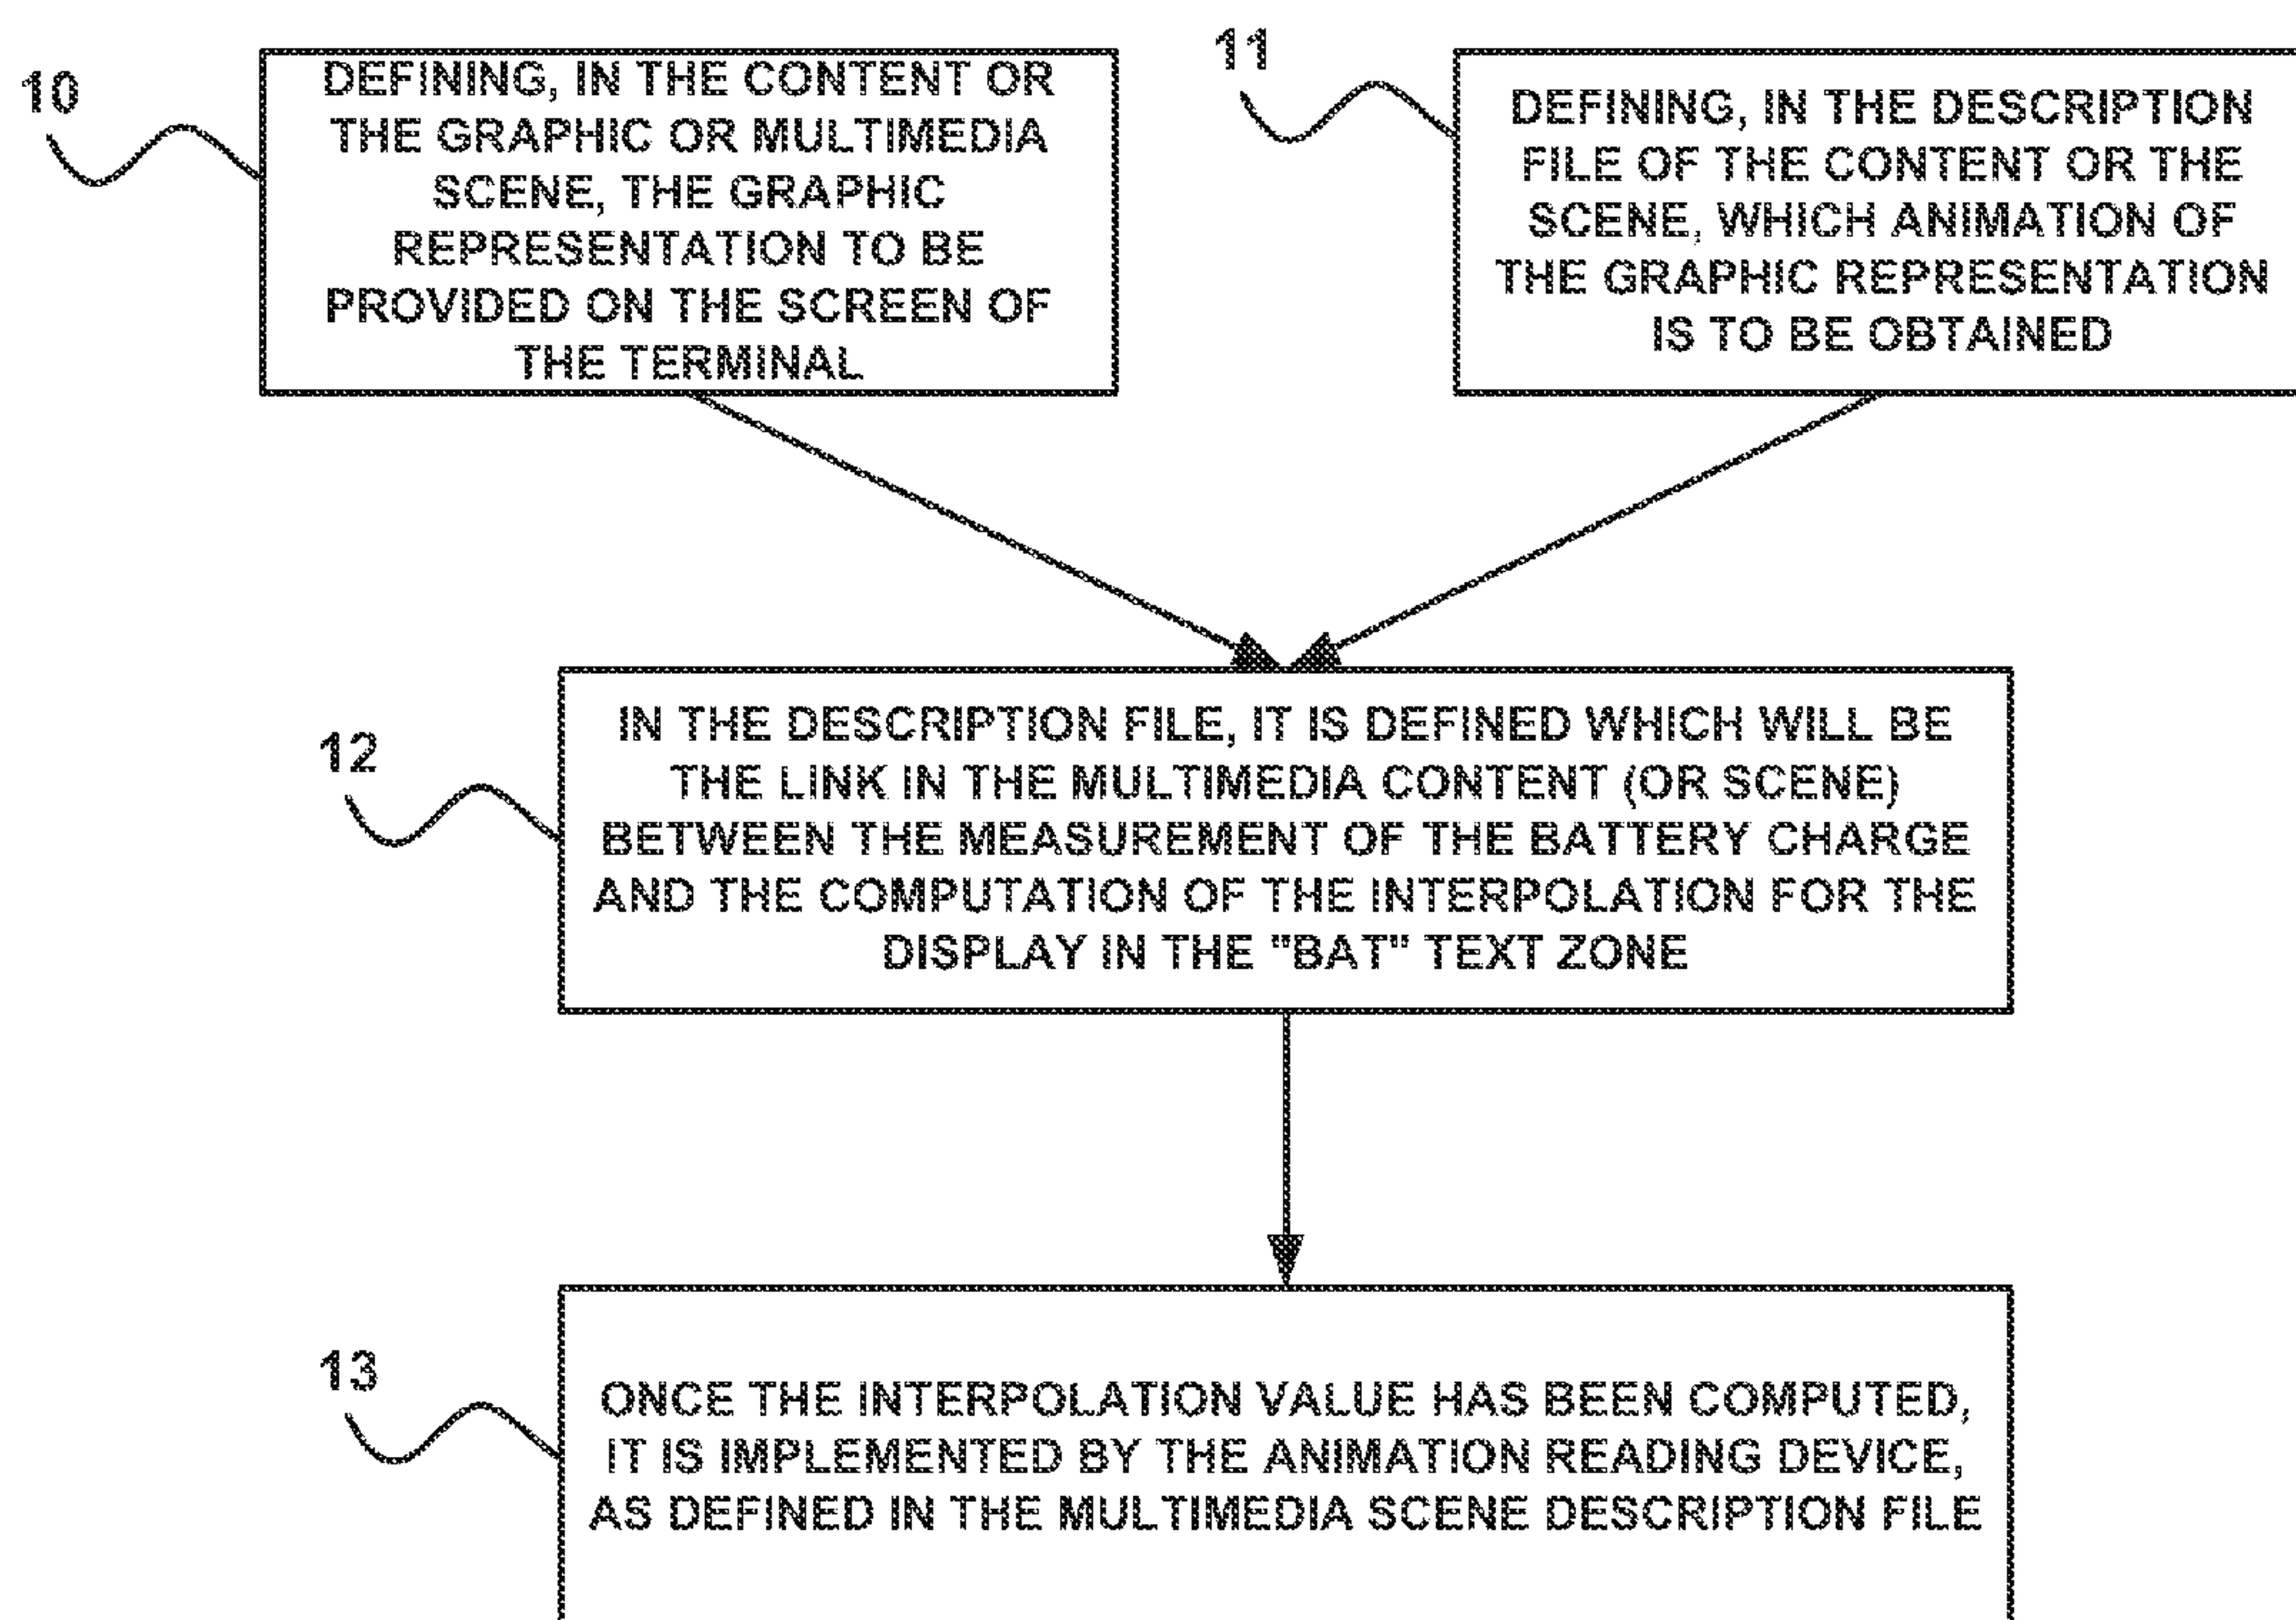 10
DEFINING, IN THE CONTENT OR
THE GRAPHIC OR MULTIMEDIA
SCENE, THE GRAPHIC
REPRESENTATION TO BE
PROVIDED ON THE SCREEN OF
THE TERMINAL
11
DEFINING, IN THE DESCRIPTION
FILE OF THE CONTENT OR THE
SCENE, WHICH ANIMATION OF
THE GRAPHIC REPRESENTATION
IS TO BE OBTAINED
12
IN THE DESCRIPTION FILE, IT IS DEFINED WHICH WILL BE
THE LINK IN THE MULTIMEDIA CONTENT (OR SCENE)
BETWEEN THE MEASUREMENT OF THE BATTERY CHARGE
AND THE COMPUTATION OF THE INTERPOLATION FOR THE
DISPLAY IN THE "BAT" TEXT ZONE
13
ONCE THE INTERPOLATION VALUE HAS BEEN COMPUTED,
IT IS IMPLEMENTED BY THE ANIMATION READING DEVICE,
AS DEFINED IN THE MULTIMEDIA SCENE DESCRIPTION FILE